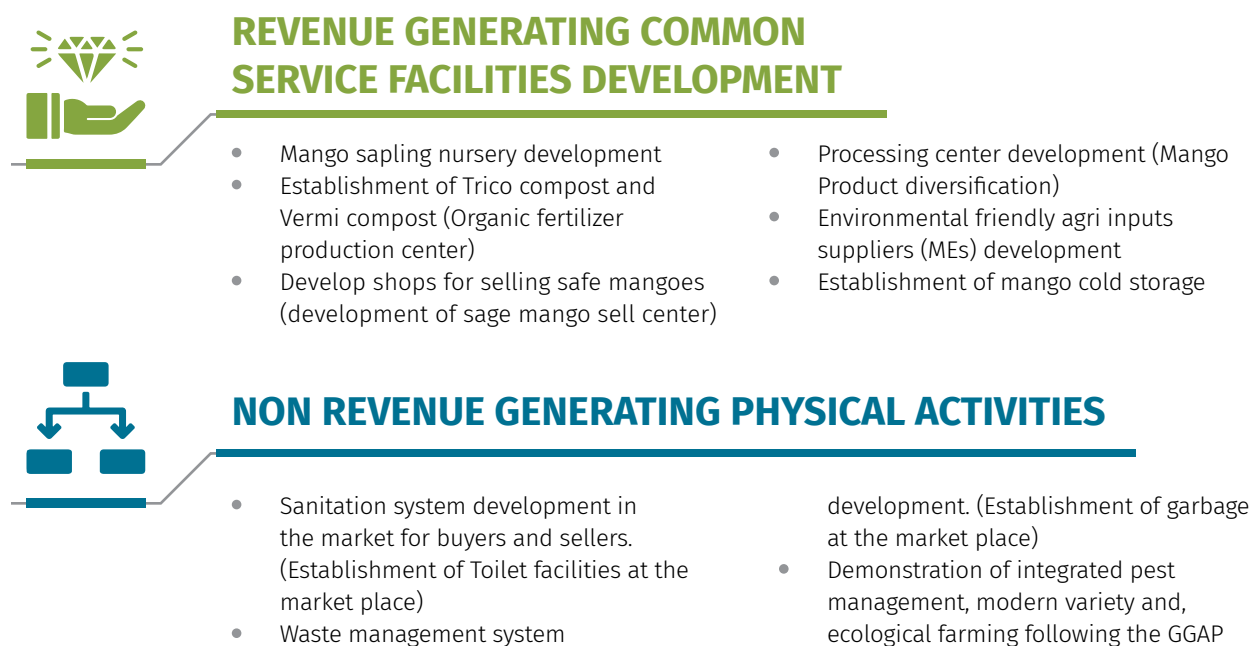 REVENUE GENERATING COMMON
SERVICE FACILITIES DEVELOPMENT
Mango sapling nursery development
Establishment of Trico compost and
Vermi compost (Organic fertilizer
production center)
Develop shops for selling safe mangoes
(development of sage mango sell center)
Processing center development (Mango
Product diversification)
Environmental friendly agri inputs
suppliers (MEs) development
Establishment of mango cold storage
NON REVENUE GENERATING PHYSICAL ACTIVITIES
Sanitation system development in
the market for buyers and sellers.
(Establishment of Toilet facilities at the
market place)
Waste management system
development. (Establishment of garbage
at the market place)
Demonstration of integrated pest
management, modern variety and,
ecological farming following the GGAP